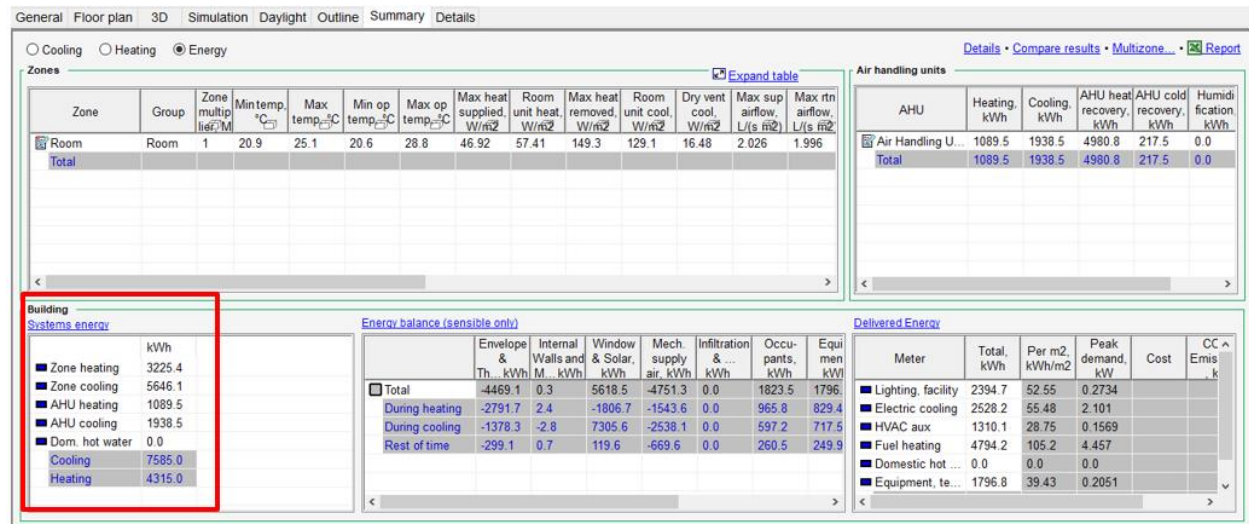 General Floor plan 3D Simulation Daylight Outline Summary Details
Cooling Heating Energy Details • Compare results • Multizone... • Report
Zones Expand table
Zone Group Zone multip lier, M Min temp, °C Max temp, °C Min op temp, °C Max op temp, °C Max heat supplied, W/m2 Room unit heat, W/m2 Max heat removed, W/m2 Room unit cool, W/m2 Dry vent cool, W/m2 Max sup airflow, L/(s m2) Max rtn airflow, L/(s m2)
Room Room 1 20.9 25.1 20.6 28.8 46.92 57.41 149.3 129.1 16.48 2.026 1.996
Total
Air handling units
AHU Heating, kWh Cooling, kWh AHU heat recovery, kWh AHU cold recovery, kWh Humidi fication, kWh
Air Handling U... 1089.5 1938.5 4980.8 217.5 0.0
Total 1089.5 1938.5 4980.8 217.5 0.0
Building
Systems energy
kWh
Zone heating 3225.4
Zone cooling 5646.1
AHU heating 1089.5
AHU cooling 1938.5
Dom. hot water 0.0
Cooling 7585.0
Heating 4315.0
Energy balance (sensible only)
Envelope & Th... kWh Internal Walls and M... kWh Window & Solar, kWh Mech. supply air, kWh Infiltration & ... kWh Occu- pants, kWh Equi men kWl
Total -4469.1 0.3 5618.5 -4751.3 0.0 1823.5 1796.
During heating -2791.7 2.4 -1806.7 -1543.6 0.0 965.8 829.4
During cooling -1378.3 -2.8 7305.6 -2538.1 0.0 597.2 717.5
Rest of time -299.1 0.7 119.6 -669.6 0.0 260.5 249.9
Delivered Energy
Meter Total, kWh Per m2, kWh/m2 Peak demand, kW Cost CC Emis , k
Lighting, facility 2394.7 52.55 0.2734
Electric cooling 2528.2 55.48 2.101
HVAC aux 1310.1 28.75 0.1569
Fuel heating 4794.2 105.2 4.457
Domestic hot ... 0.0 0.0 0.0
Equipment, te... 1796.8 39.43 0.2051